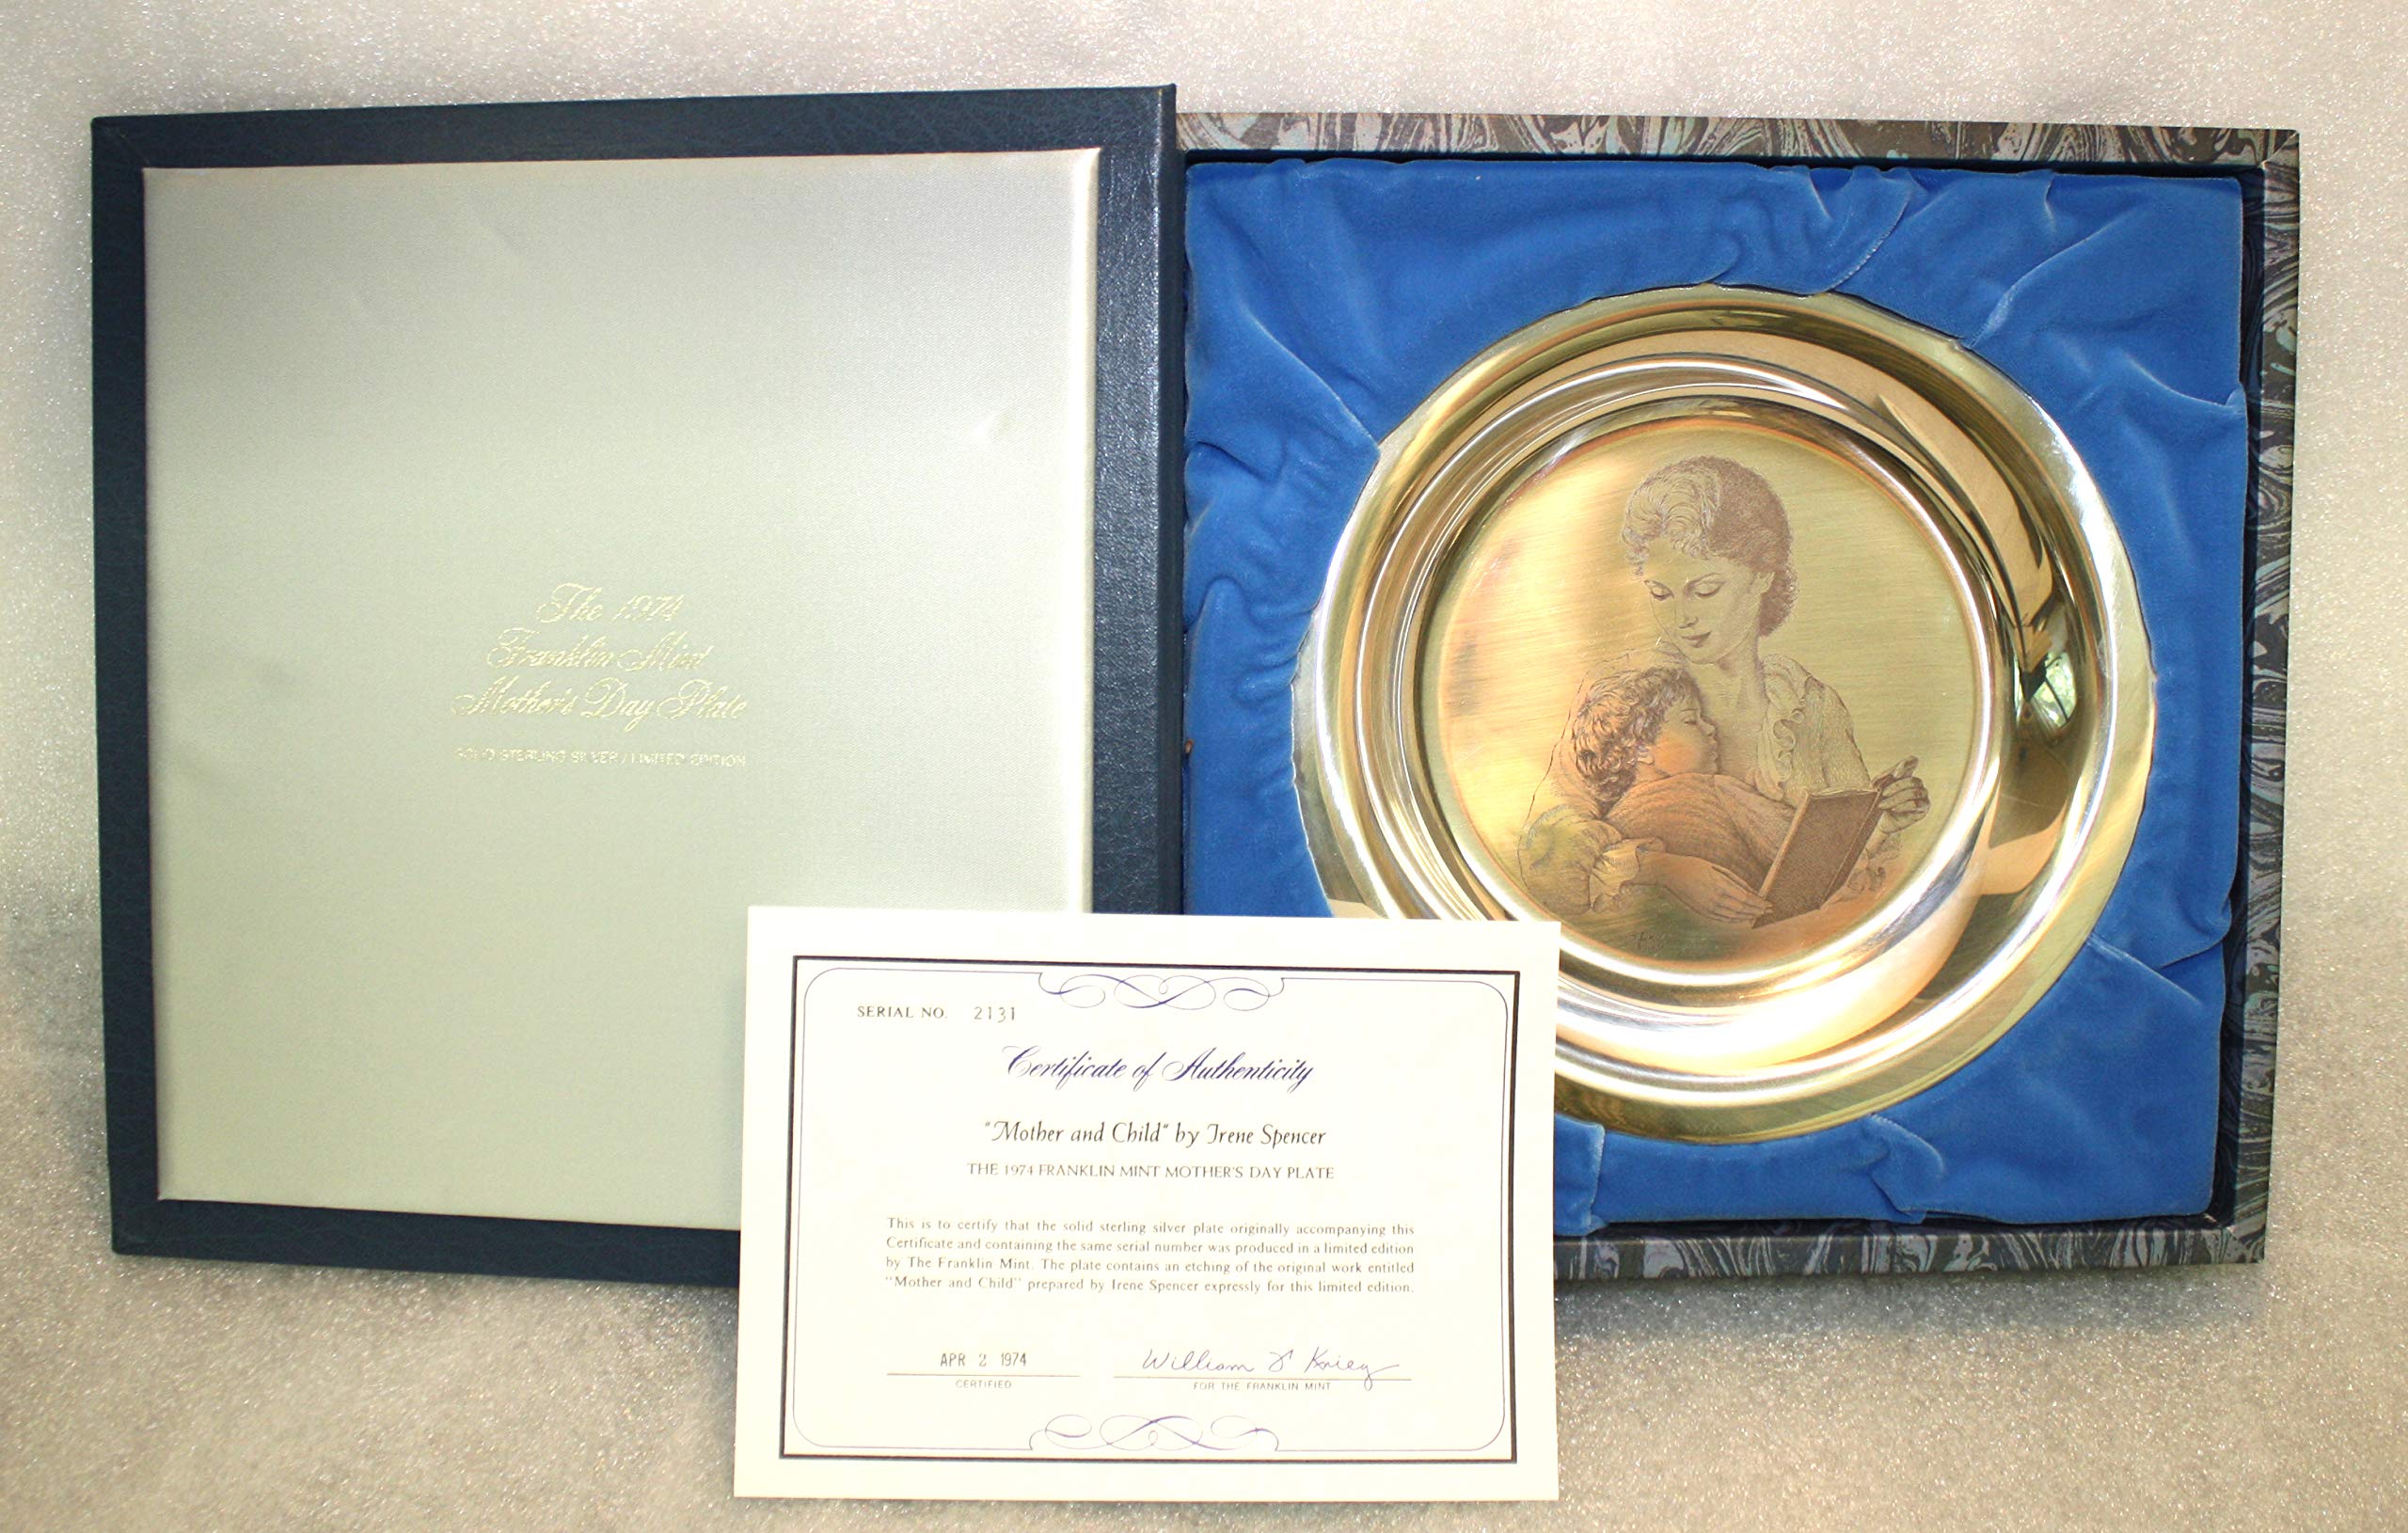 The 1974
Franklin Mint
Mother's Day Plate
SOLID STERLING SILVER / LIMITED EDITION
SERIAL NO. 2131
Certificate of Authenticity
"Mother and Child" by Irene Spencer
THE 1974 FRANKLIN MINT MOTHER'S DAY PLATE
This is to certify that the solid sterling silver plate originally accompanying this
Certificate and containing the same serial number was produced in a limited edition
by The Franklin Mint. The plate contains an etching of the original work entitled
"Mother and Child" prepared by Irene Spencer expressly for this limited edition.
APR 2 1974
CERTIFIED
William F Krieg
FOR THE FRANKLIN MINT